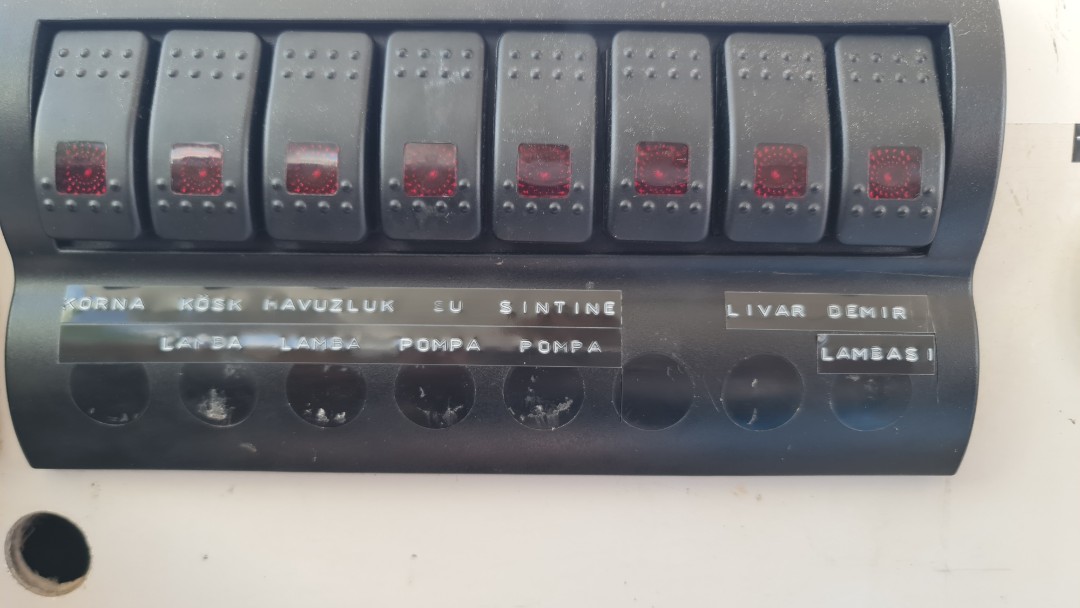 KORNA KÖSK HAVUZLUK SU SINTINE LIVAR DEMIR
LAMBA LAMBA POMPA POMPA LAMBASI